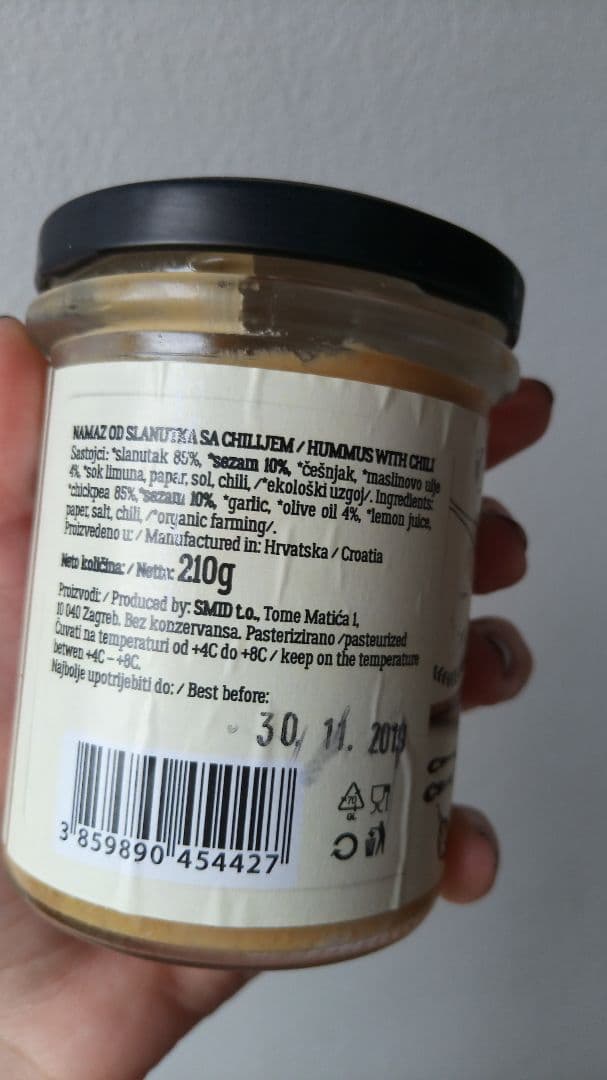 NAMAZ OD SLANUTKA SA CHILIJEM / HUMMUS WITH CHILI
Sastojci: *slanutak 85%, *sezam 10%, *češnjak, *maslinovo ulje
4%, *sok limuna, papar, sol, chili, /*ekološki uzgoj/. Ingredients:
*chickpea 85%, *sezam 10%, *garlic, *olive oil 4%, *lemon juice,
paper, salt, chili, /*organic farming/.
Proizvedeno u: / Manufactured in: Hrvatska / Croatia
Neto količina: / Netto: 210g
Proizvodi: / Produced by: SMID t.o., Tome Matića 1,
10 040 Zagreb. Bez konzervansa. Pasterizirano /pasteurized
Čuvati na temperaturi od +4C do +8C / keep on the temperature
betwen +4C - +8C.
Najbolje upotrijebiti do: / Best before:
30. 11. 2019
70
GL
3 859890 454427